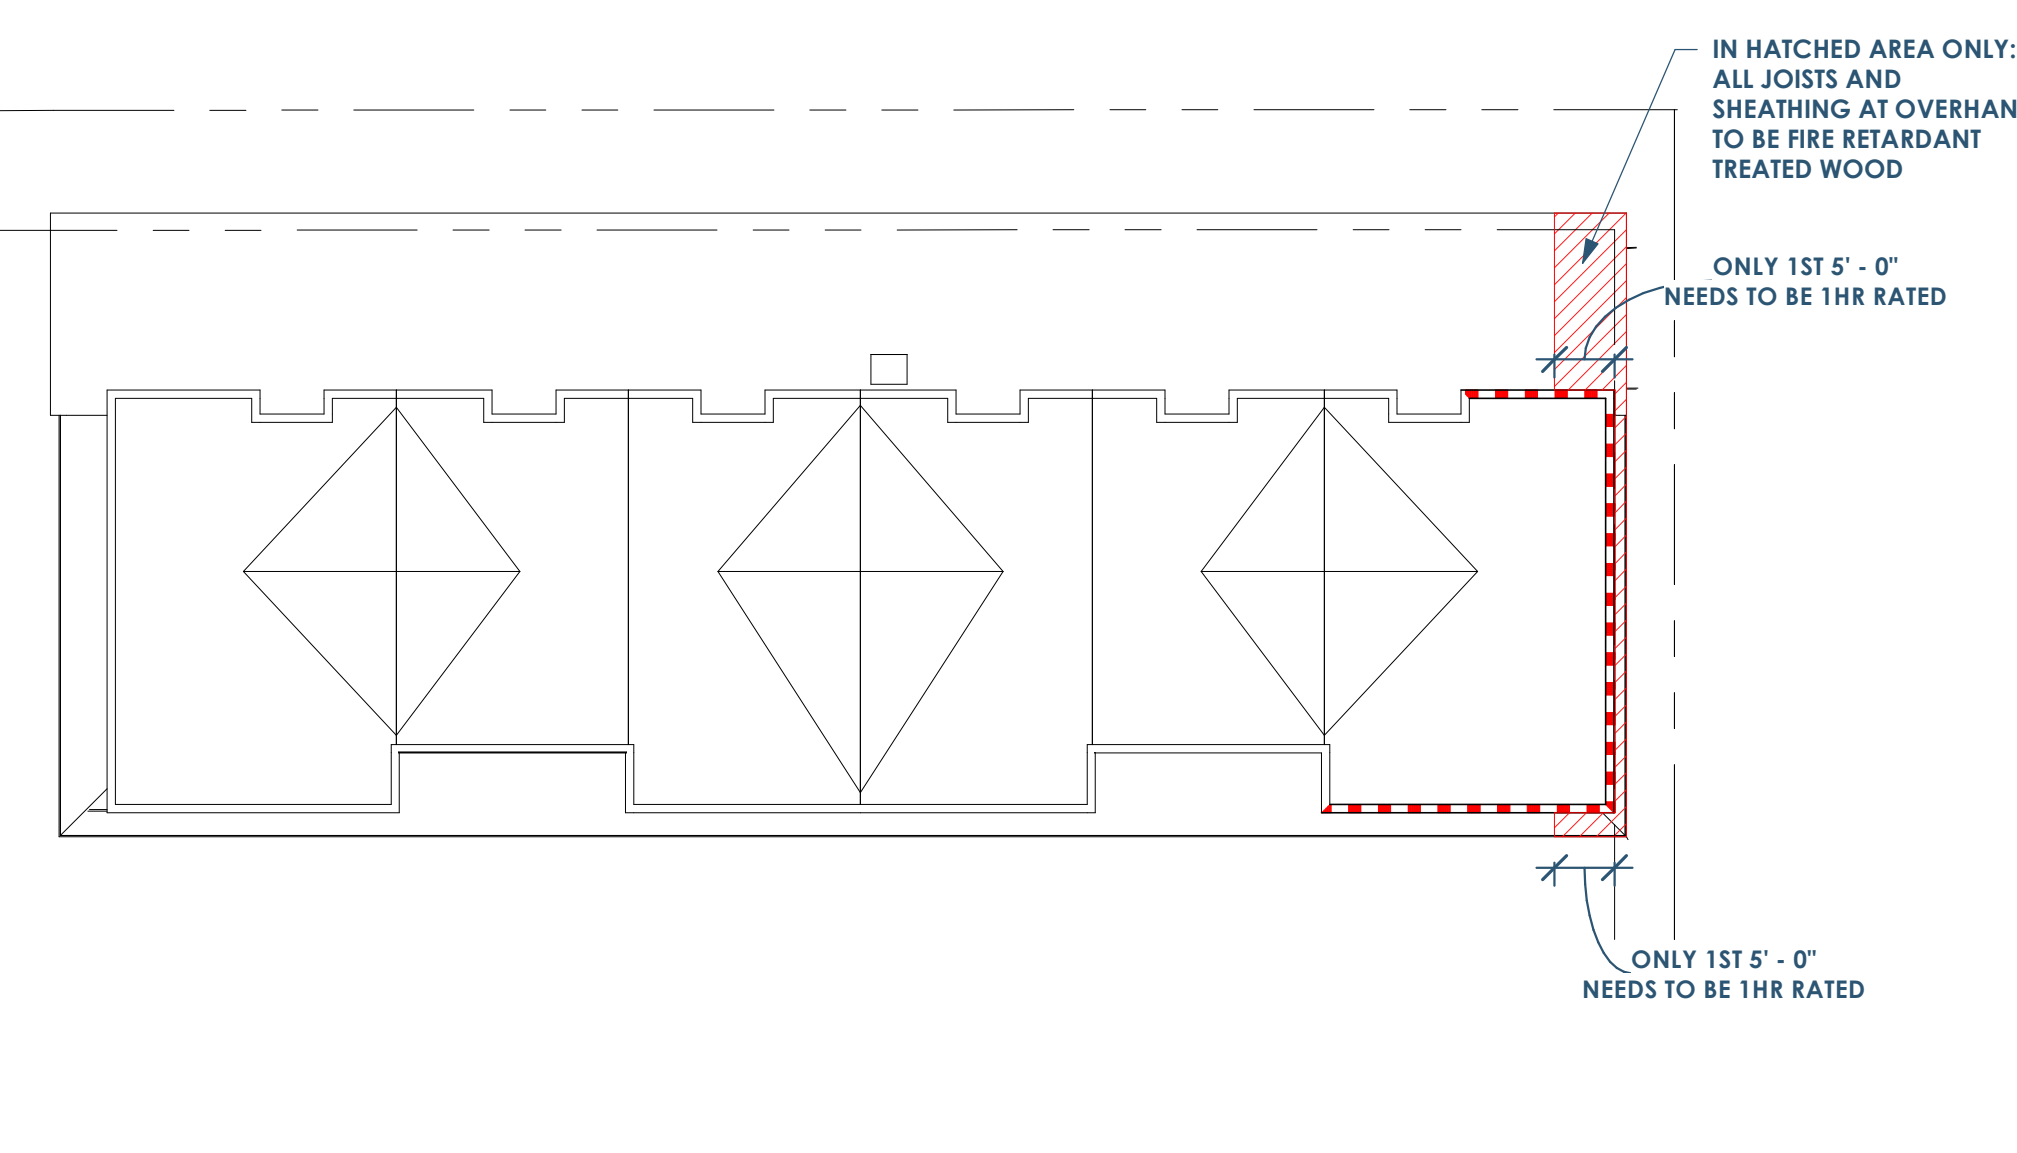 IN HATCHED AREA ONLY:
ALL JOISTS AND
SHEATHING AT OVERHAN
TO BE FIRE RETARDANT
TREATED WOOD
ONLY 1ST 5' - 0"
NEEDS TO BE 1HR RATED
ONLY 1ST 5' - 0"
NEEDS TO BE 1HR RATED